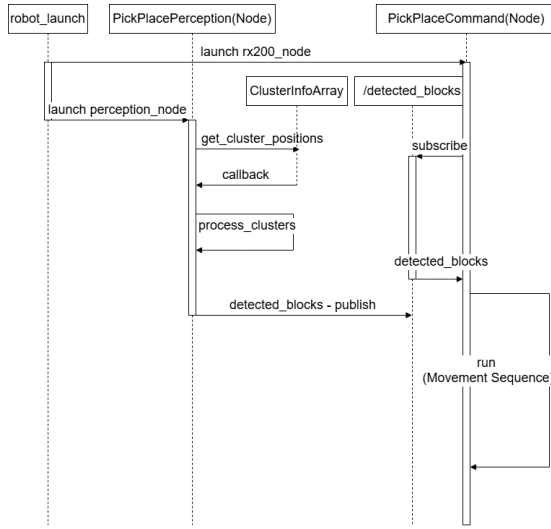 robot_launch
PickPlacePerception(Node)
PickPlaceCommand(Node)
launch rx200_node
ClusterInfoArray
/detected_blocks
launch perception_node
get_cluster_positions
subscribe
callback
process_clusters
detected_blocks
detected_blocks - publish
run
(Movement Sequence)